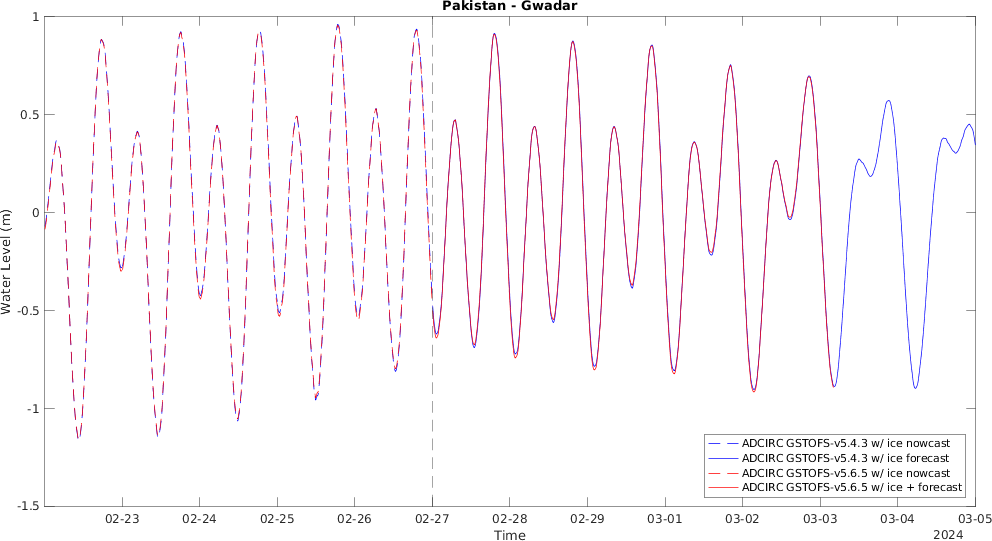 Pakistan - Gwadar
1
0.5
0
-0.5
-1
-1.5
Water Level (m)
ADCIRC GSTOFS-v5.4.3 w/ ice nowcast
ADCIRC GSTOFS-v5.4.3 w/ ice forecast
ADCIRC GSTOFS-v5.6.5 w/ ice nowcast
ADCIRC GSTOFS-v5.6.5 w/ ice + forecast
02-23 02-24 02-25 02-26 02-27 02-28 02-29 03-01 03-02 03-03 03-04 03-05
Time
2024